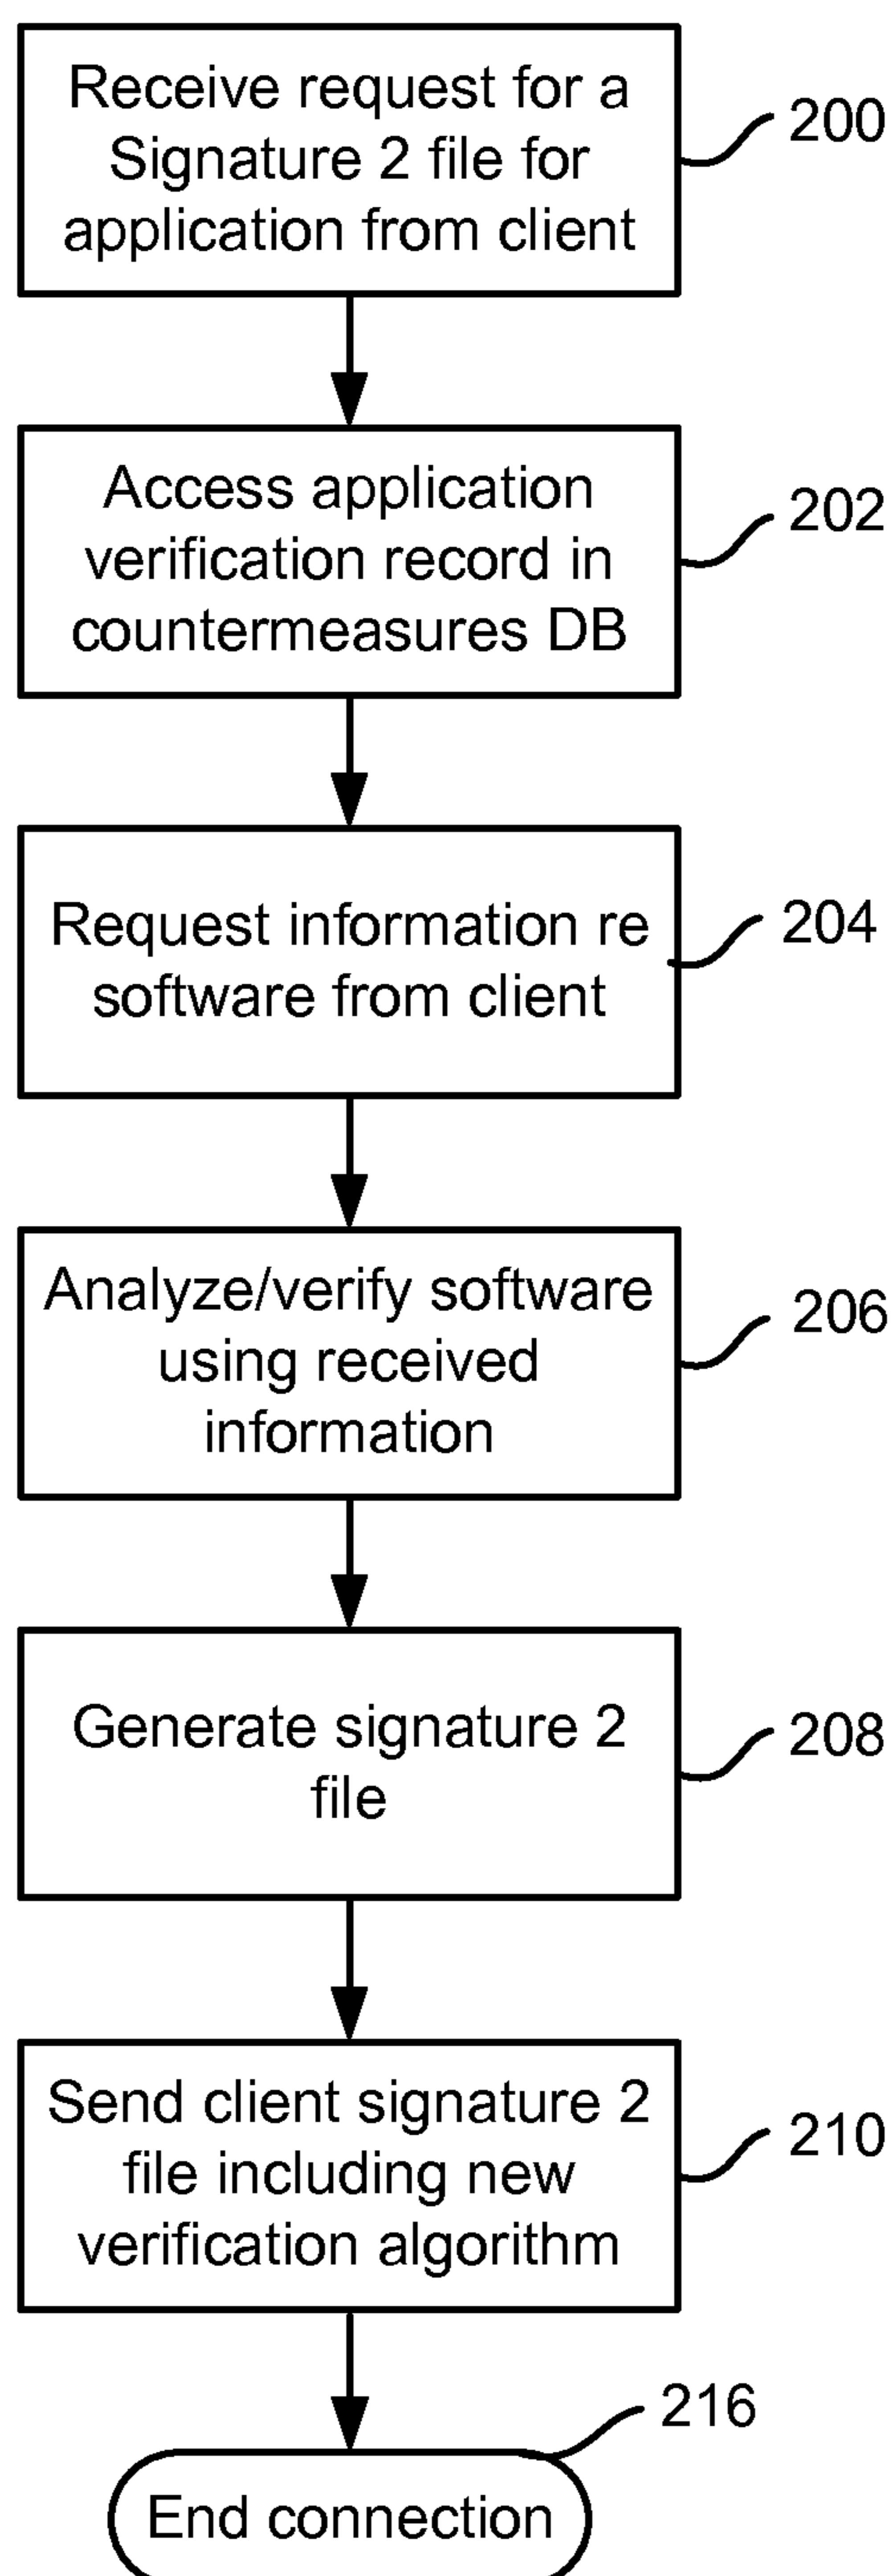 Receive request for a
Signature 2 file for
application from client
200
Access application
verification record in
countermeasures DB
202
Request information re
software from client
204
Analyze/verify software
using received
information
206
Generate signature 2
file
208
Send client signature 2
file including new
verification algorithm
210
216
End connection